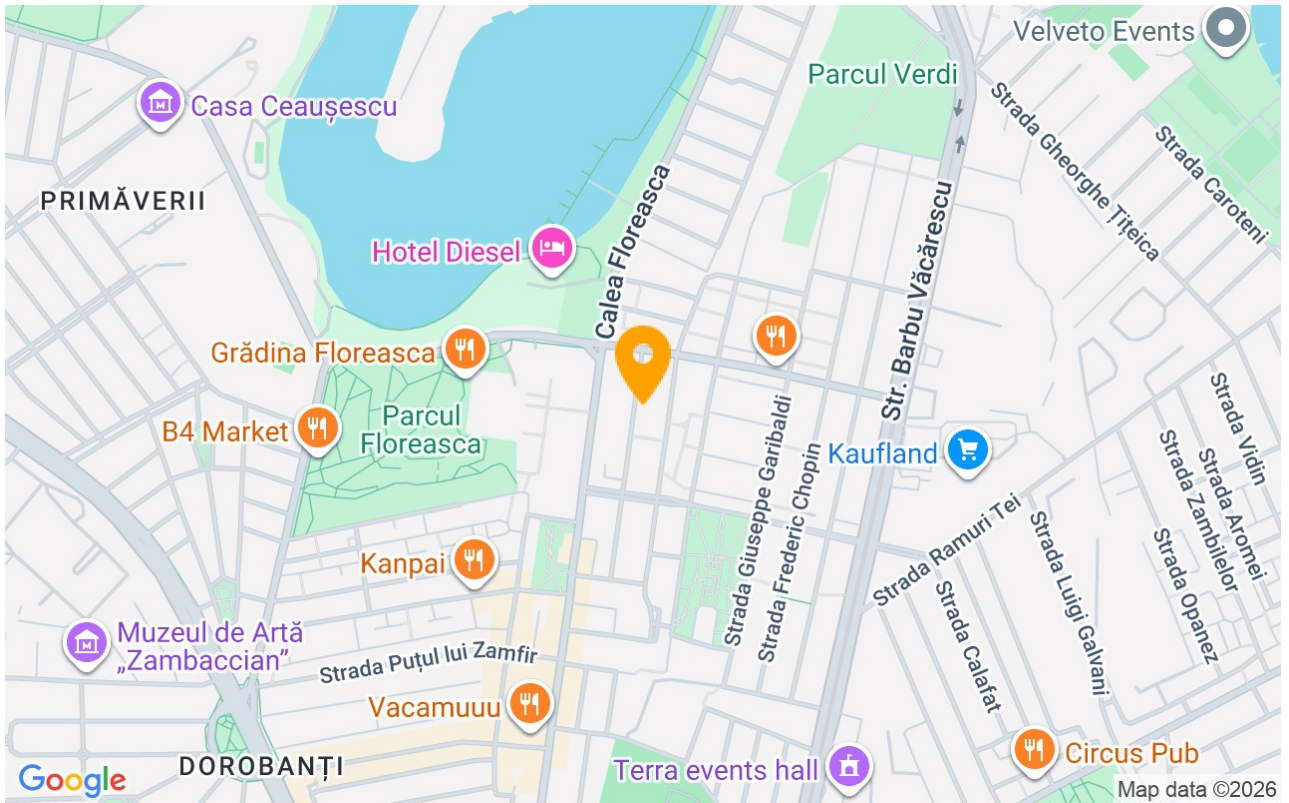 Velveto Events
Parcul Verdi
Casa Ceaușescu
Strada Gheorghe Țițeica
Strada Caroteni
PRIMĂVERII
Calea Floreasca
Str. Barbu Văcărescu
Hotel Diesel
Grădina Floreasca
B4 Market
Parcul
Floreasca
Kaufland
Strada Giuseppe Garibaldi
Strada Frederic Chopin
Strada Vidin
Strada Aromei
Strada Zambilelor
Strada Opanez
Strada Ramuri Tei
Strada Luigi Galvani
Strada Calafat
Kanpai
Muzeul de Artă
„Zambaccian”
Strada Puțul lui Zamfir
Vacamuuu
DOROBANȚI
Terra events hall
Circus Pub
Google
Map data ©2026